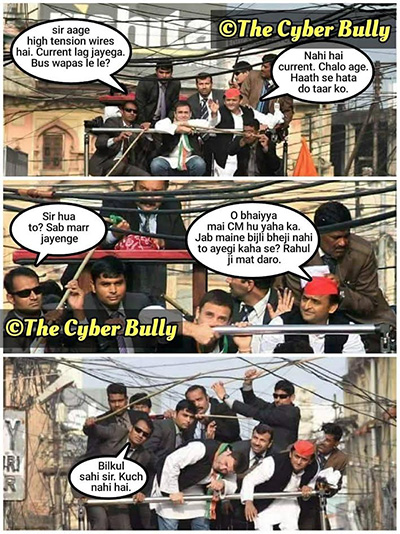 ©The Cyber Bully
sir aage
high tension wires
hai. Current lag jayega.
Bus wapas le le?
Nahi hai
current. Chalo age.
Haath se hata
do taar ko.
Sir hua
to? Sab marr
jayenge
O bhaiyya
mai CM hu yaha ka.
Jab maine bijli bheji nahi
to ayegi kaha se? Rahul
ji mat daro.
©The Cyber Bully
Bilkul
sahi sir. Kuch
nahi hai.